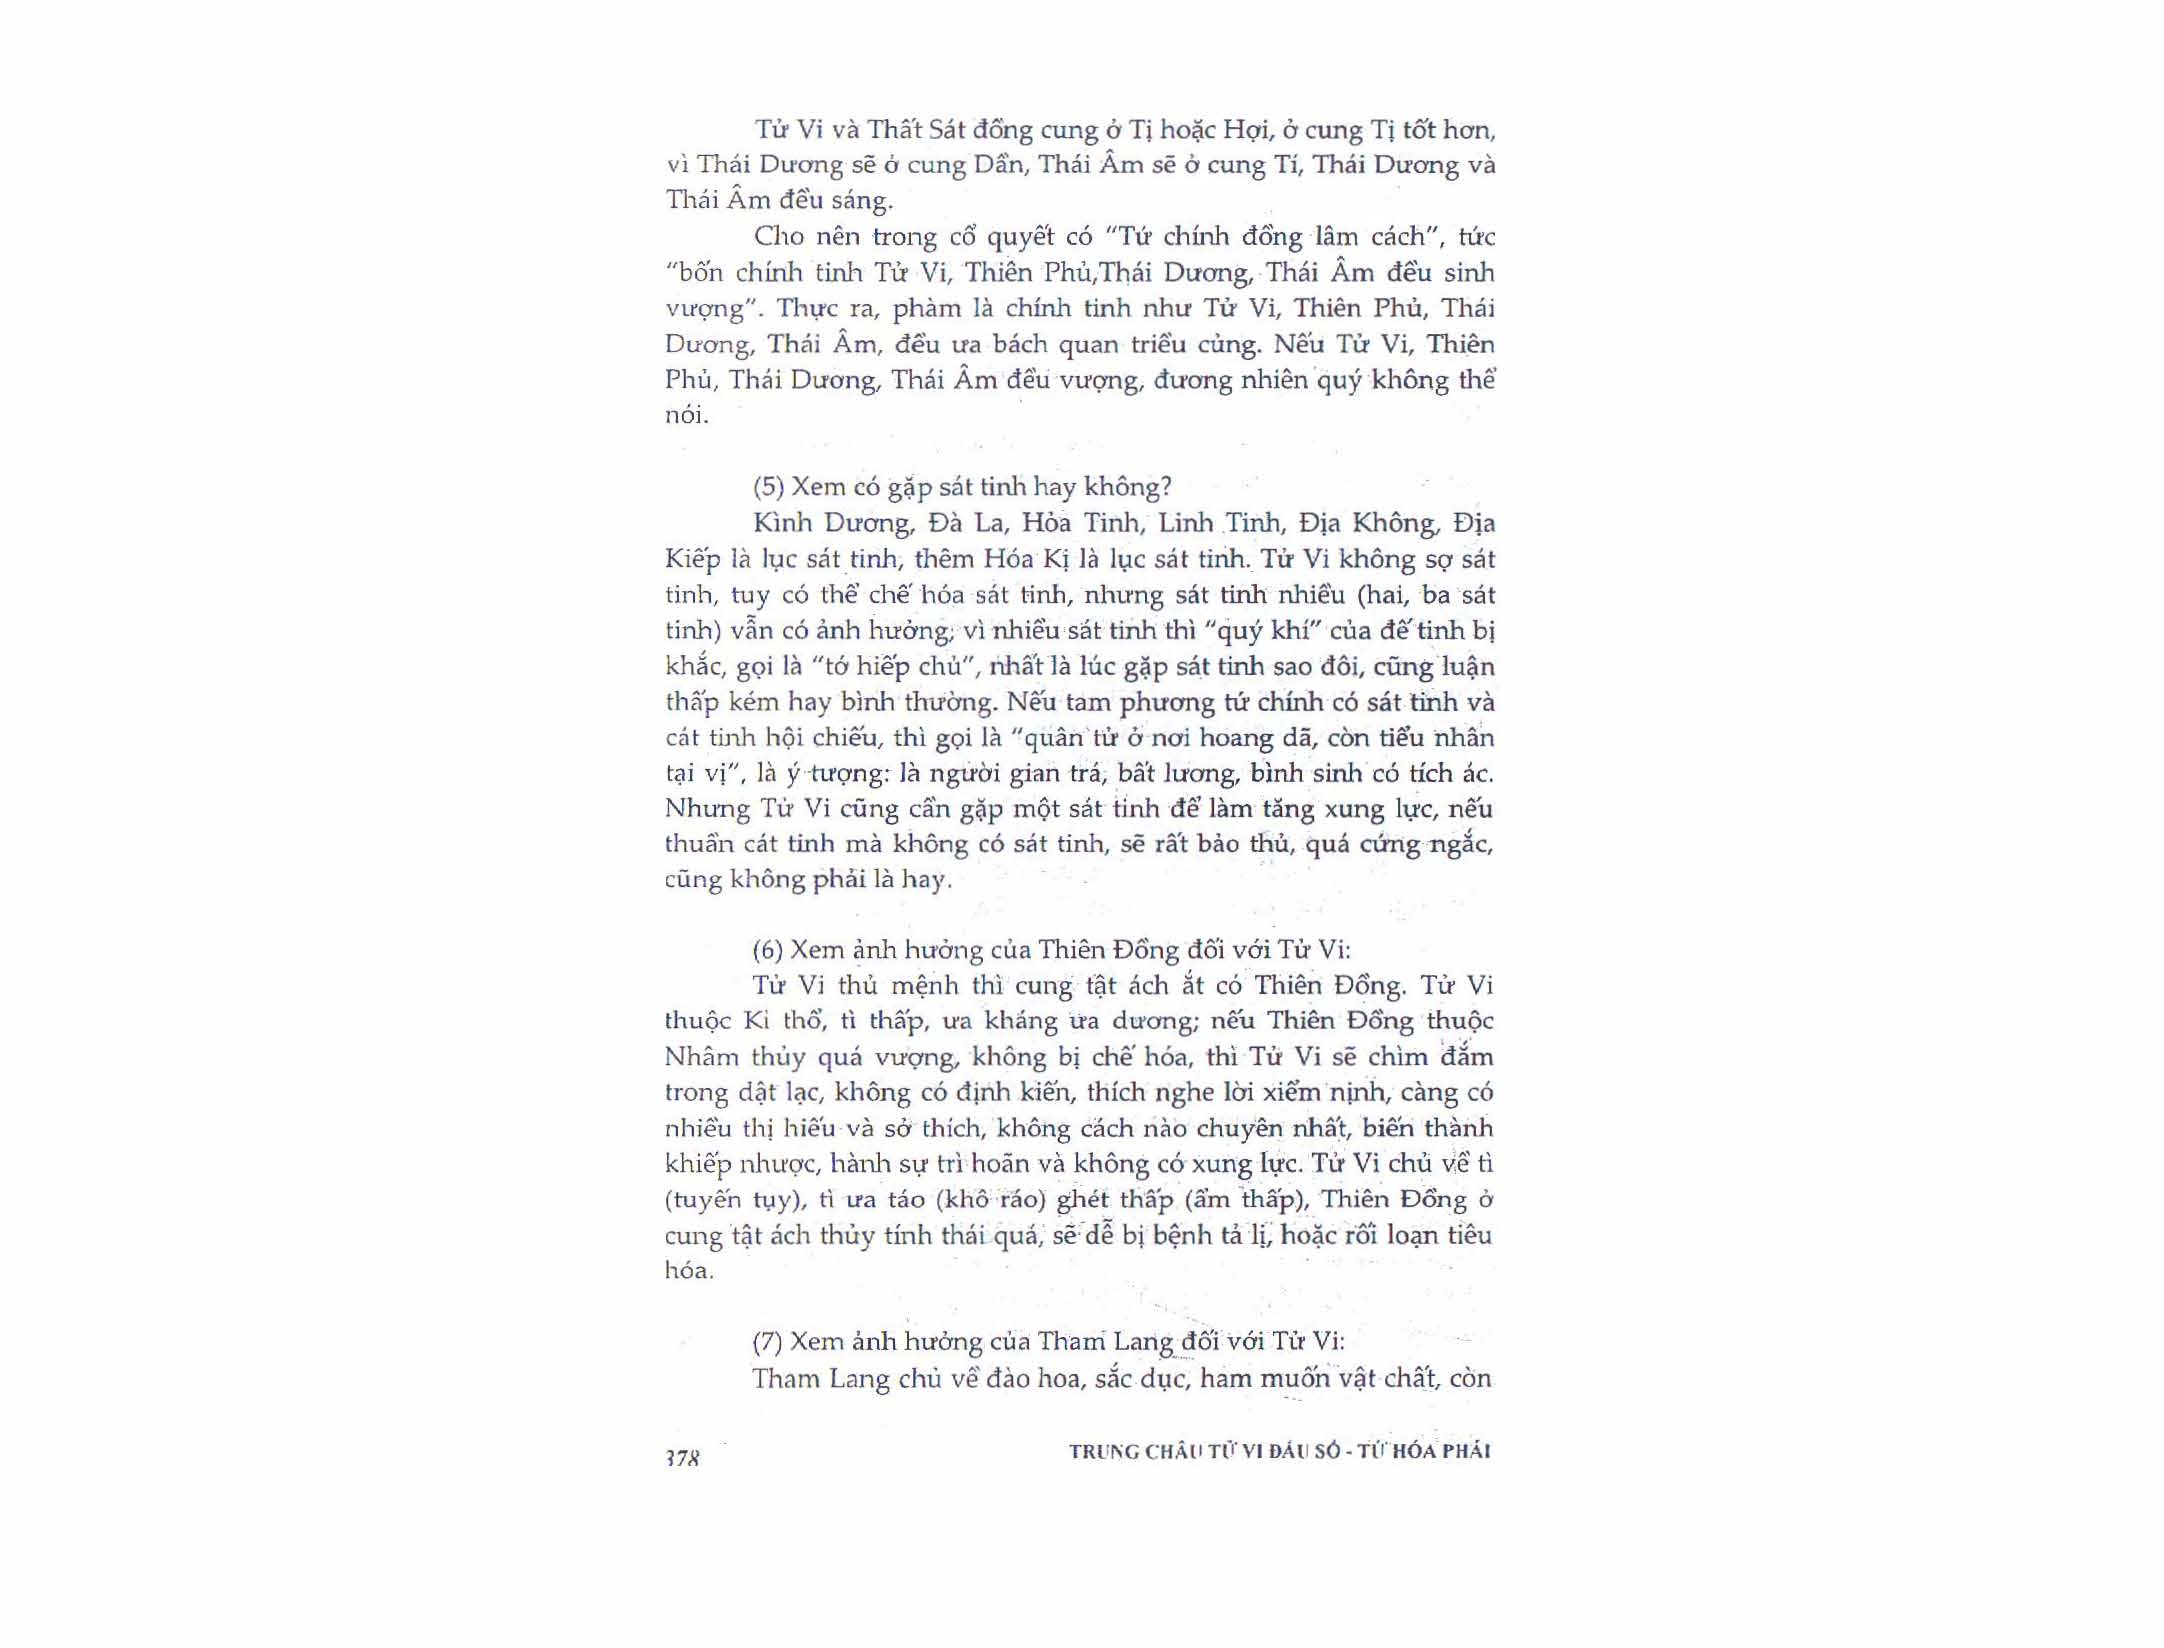 Tử Vi và Thất Sát đồng cung ở Tị hoặc Hợi, ở cung Tị tốt hơn,
vì Thái Dương sẽ ở cung Dần, Thái Âm sẽ ở cung Tí, Thái Dương và
Thái Âm đều sáng.
Cho nên trong cổ quyết có "Tứ chính đồng lâm cách", tức
"bốn chính tinh Tử Vi, Thiên Phủ,Thái Dương, Thái Âm đều sinh
vượng". Thực ra, phàm là chính tinh như Tử Vi, Thiên Phủ, Thái
Dương, Thái Âm, đều ưa bách quan triều củng. Nếu Tử Vi, Thiên
Phủ, Thái Dương, Thái Âm đều vượng, đương nhiên quý không thể
nói.
(5) Xem có gặp sát tinh hay không?
Kình Dương, Đà La, Hỏa Tinh, Linh Tinh, Địa Không, Địa
Kiếp là lục sát tinh, thêm Hóa Kị là lục sát tinh. Tử Vi không sợ sát
tinh, tuy có thể chế hóa sát tinh, nhưng sát tinh nhiều (hai, ba sát
tinh) vẫn có ảnh hưởng; vì nhiều sát tinh thì "quý khí" của đế tinh bị
khắc, gọi là "tớ hiếp chủ", nhất là lúc gặp sát tinh sao đôi, cũng luận
thấp kém hay bình thường. Nếu tam phương tứ chính có sát tinh và
cát tinh hội chiếu, thì gọi là "quân tử ở nơi hoang dã, còn tiểu nhân
tại vị", là ý tượng: là người gian trá, bất lương, bình sinh có tích ác.
Nhưng Tử Vi cũng cần gặp một sát tinh để làm tăng xung lực, nếu
thuần cát tinh mà không có sát tinh, sẽ rất bảo thủ, quá cứng ngắc,
cũng không phải là hay.
(6) Xem ảnh hưởng của Thiên Đồng đối với Tử Vi:
Tử Vi thủ mệnh thì cung tật ách ắt có Thiên Đồng. Tử Vi
thuộc Kỉ thổ, tì thấp, ưa kháng ưa dương; nếu Thiên Đồng thuộc
Nhâm thủy quá vượng, không bị chế hóa, thì Tử Vi sẽ chìm đắm
trong dật lạc, không có định kiến, thích nghe lời xiểm nịnh, càng có
nhiều thị hiếu và sở thích, không cách nào chuyên nhất, biến thành
khiếp nhược, hành sự trì hoãn và không có xung lực. Tử Vi chủ về tì
(tuyến tụy), tì ưa táo (khô ráo) ghét thấp (ẩm thấp), Thiên Đồng ở
cung tật ách thủy tính thái quá, sẽ dễ bị bệnh tả lị, hoặc rối loạn tiêu
hóa.
(7) Xem ảnh hưởng của Tham Lang đối với Tử Vi:
Tham Lang chủ về đào hoa, sắc dục, ham muốn vật chất, còn
378 TRUNG CHÂU TỬ VI ĐẨU SỐ - TỨ HÓA PHÁI